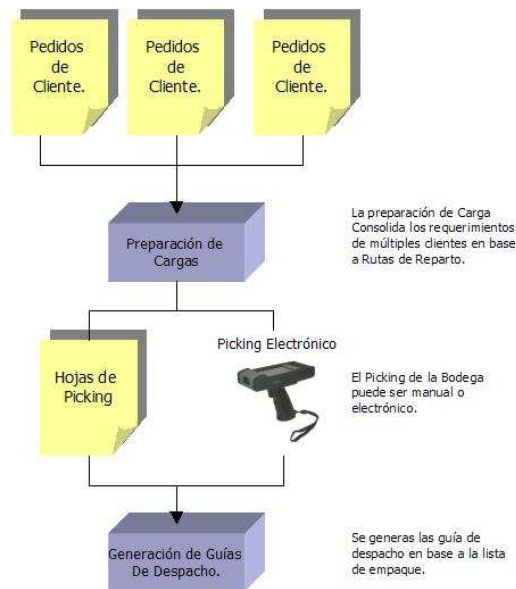 Pedidos
de
Cliente.
Pedidos
de
Cliente.
Pedidos
de
Cliente.
Preparación de
Cargas
La preparación de Carga
Consolida los requerimientos
de múltiples clientes en base
a Rutas de Reparto.
Hojas de
Picking
Picking Electrónico
El Picking de la Bodega
puede ser manual o
electrónico.
Generación de Guías
De Despacho.
Se generas las guía de
despacho en base a la lista
de empaque.